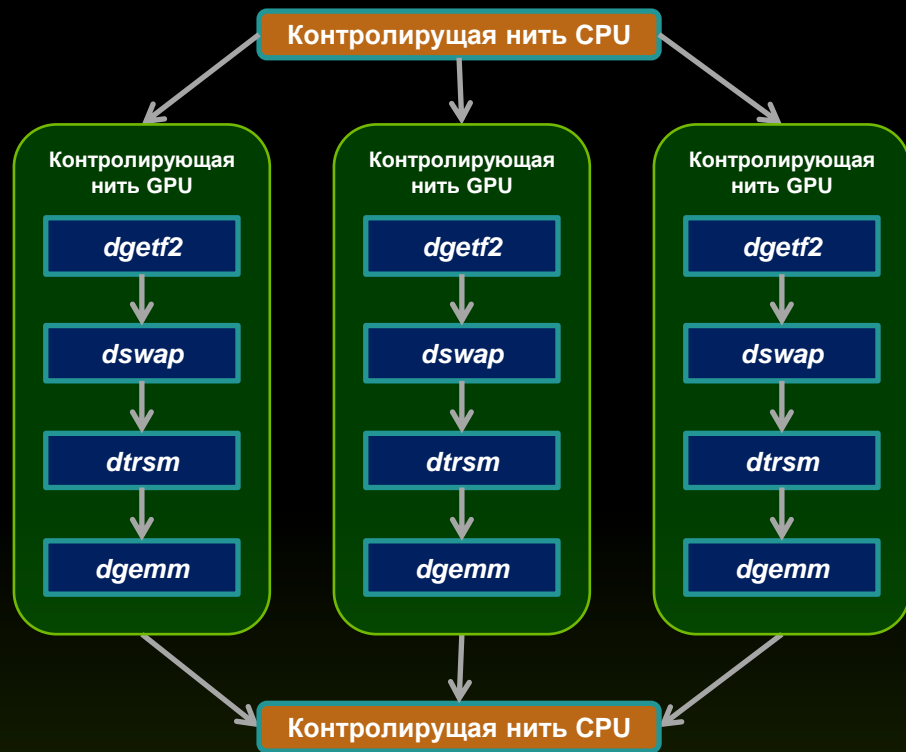 Контролирущая нить CPU
Контролирующая
нить GPU
dgetf2
dswap
dtrsm
dgemm
Контролирующая
нить GPU
dgetf2
dswap
dtrsm
dgemm
Контролирующая
нить GPU
dgetf2
dswap
dtrsm
dgemm
Контролирущая нить CPU